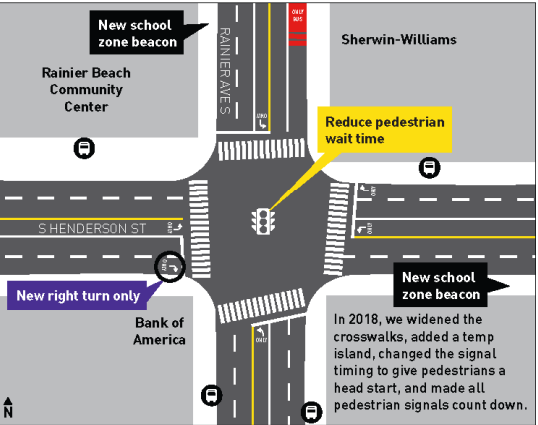 New school
zone beacon
RAINIER AVE S
ONLY
BUS
Sherwin-Williams
Rainier Beach
Community
Center
ONLY
Reduce pedestrian
wait time
ONLY
S HENDERSON ST
ONLY
ONLY
ONLY
New right turn only
New school
zone beacon
Bank of
America
ONLY
In 2018, we widened the
crosswalks, added a temp
island, changed the signal
timing to give pedestrians a
head start, and made all
pedestrian signals count down.
N